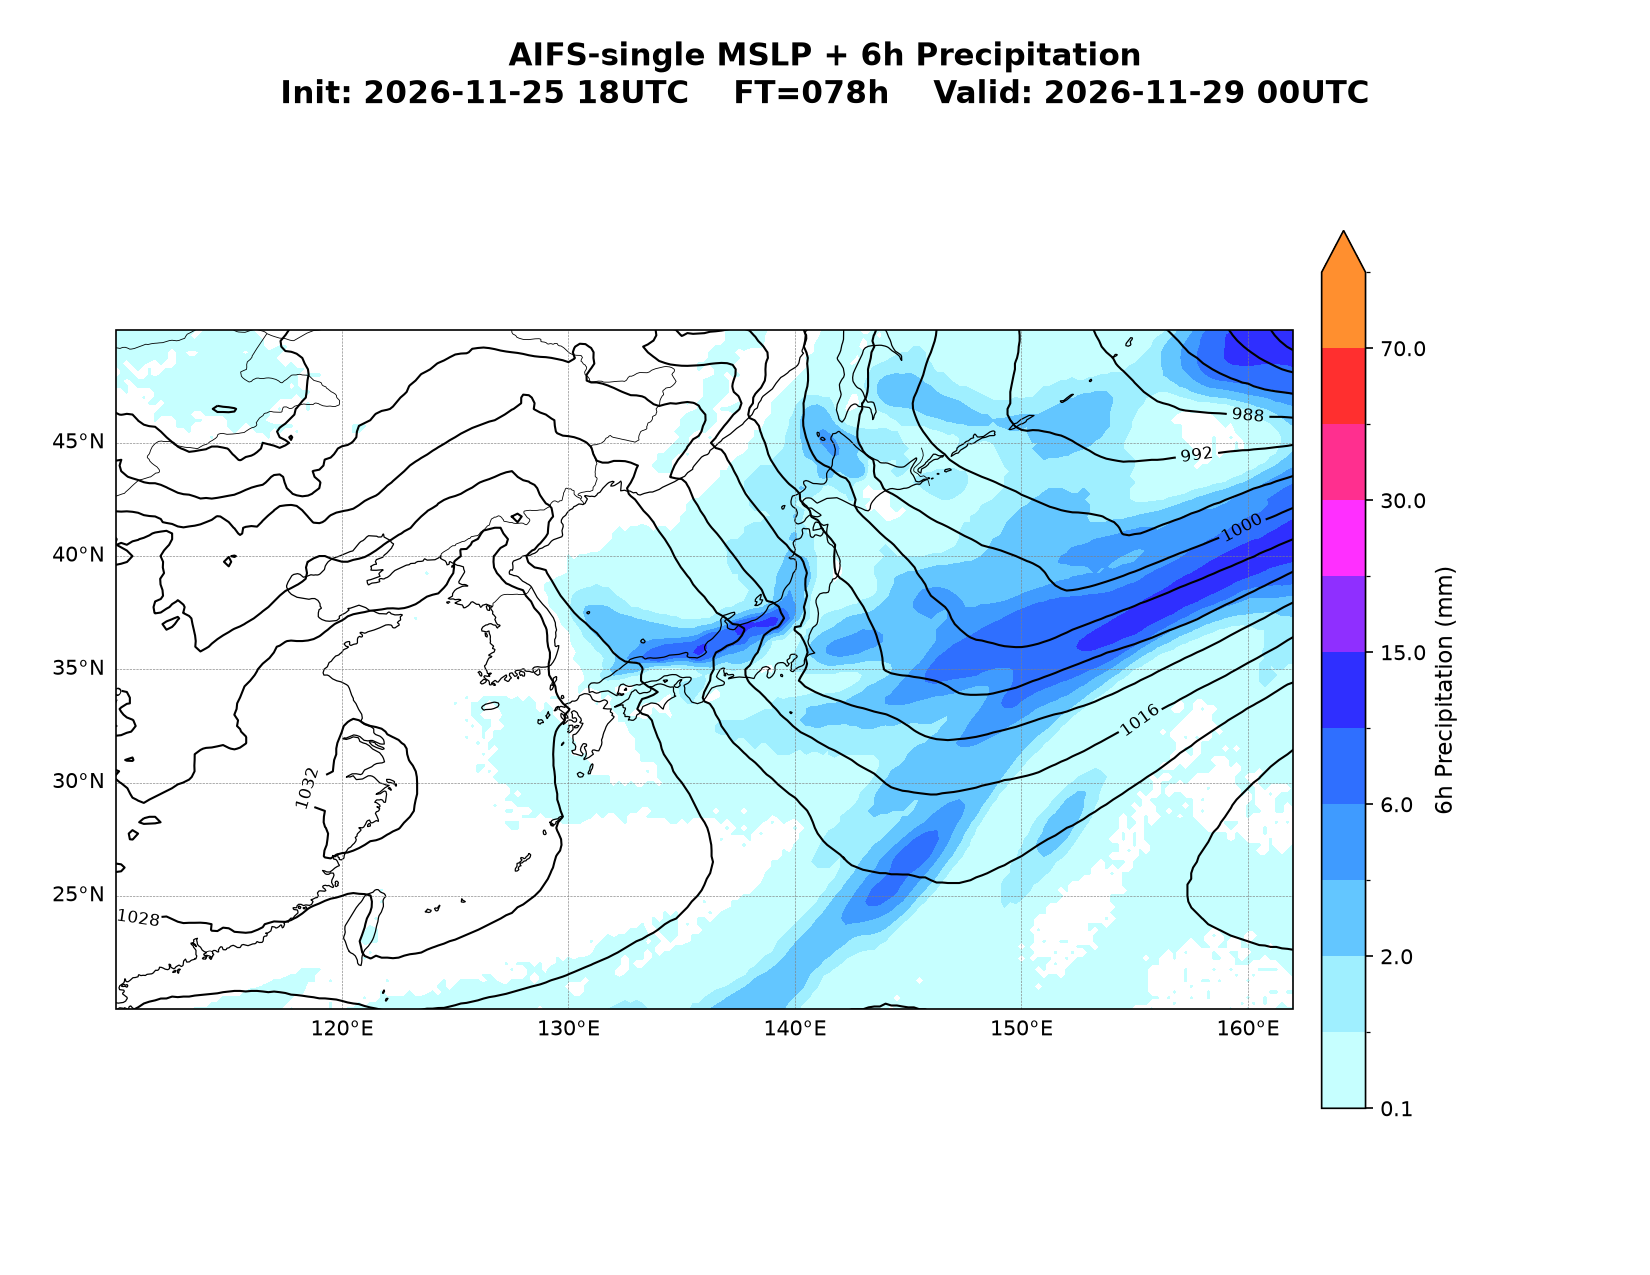 AIFS-single MSLP + 6h Precipitation
Init: 2026-11-25 18UTC    FT=078h    Valid: 2026-11-29 00UTC
70.0
988
45°N
992
30.0
1000
40°N
15.0
35°N
1016
30°N
1032
6.0
6h Precipitation (mm)
25°N
1028
2.0
120°E
130°E
140°E
150°E
160°E
0.1